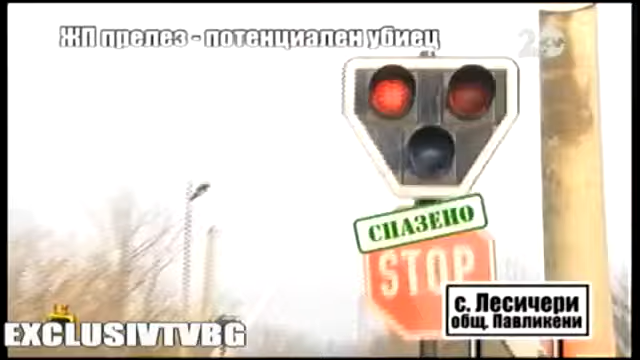 ЖП прелез - потенциален убиец
СПАЗЕНО
STOP
с. Лесичери
общ. Павликени
EXCLUSIVTVBG